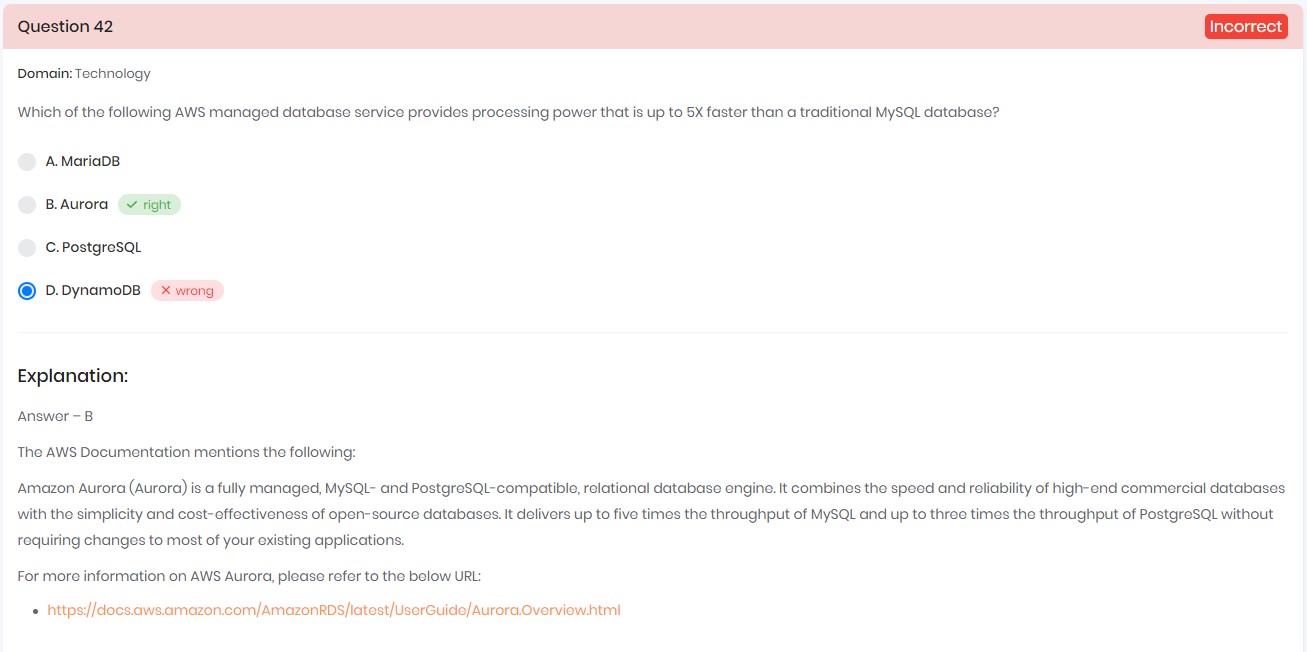 Question 42
Incorrect
Domain: Technology
Which of the following AWS managed database service provides processing power that is up to 5X faster than a traditional MySQL database?
A. MariaDB
B. Aurora ✓ right
C. PostgreSQL
D. DynamoDB ✕ wrong
Explanation:
Answer – B
The AWS Documentation mentions the following:
Amazon Aurora (Aurora) is a fully managed, MySQL- and PostgreSQL-compatible, relational database engine. It combines the speed and reliability of high-end commercial databases
with the simplicity and cost-effectiveness of open-source databases. It delivers up to five times the throughput of MySQL and up to three times the throughput of PostgreSQL without
requiring changes to most of your existing applications.
For more information on AWS Aurora, please refer to the below URL:
• https://docs.aws.amazon.com/AmazonRDS/latest/UserGuide/Aurora.Overview.html